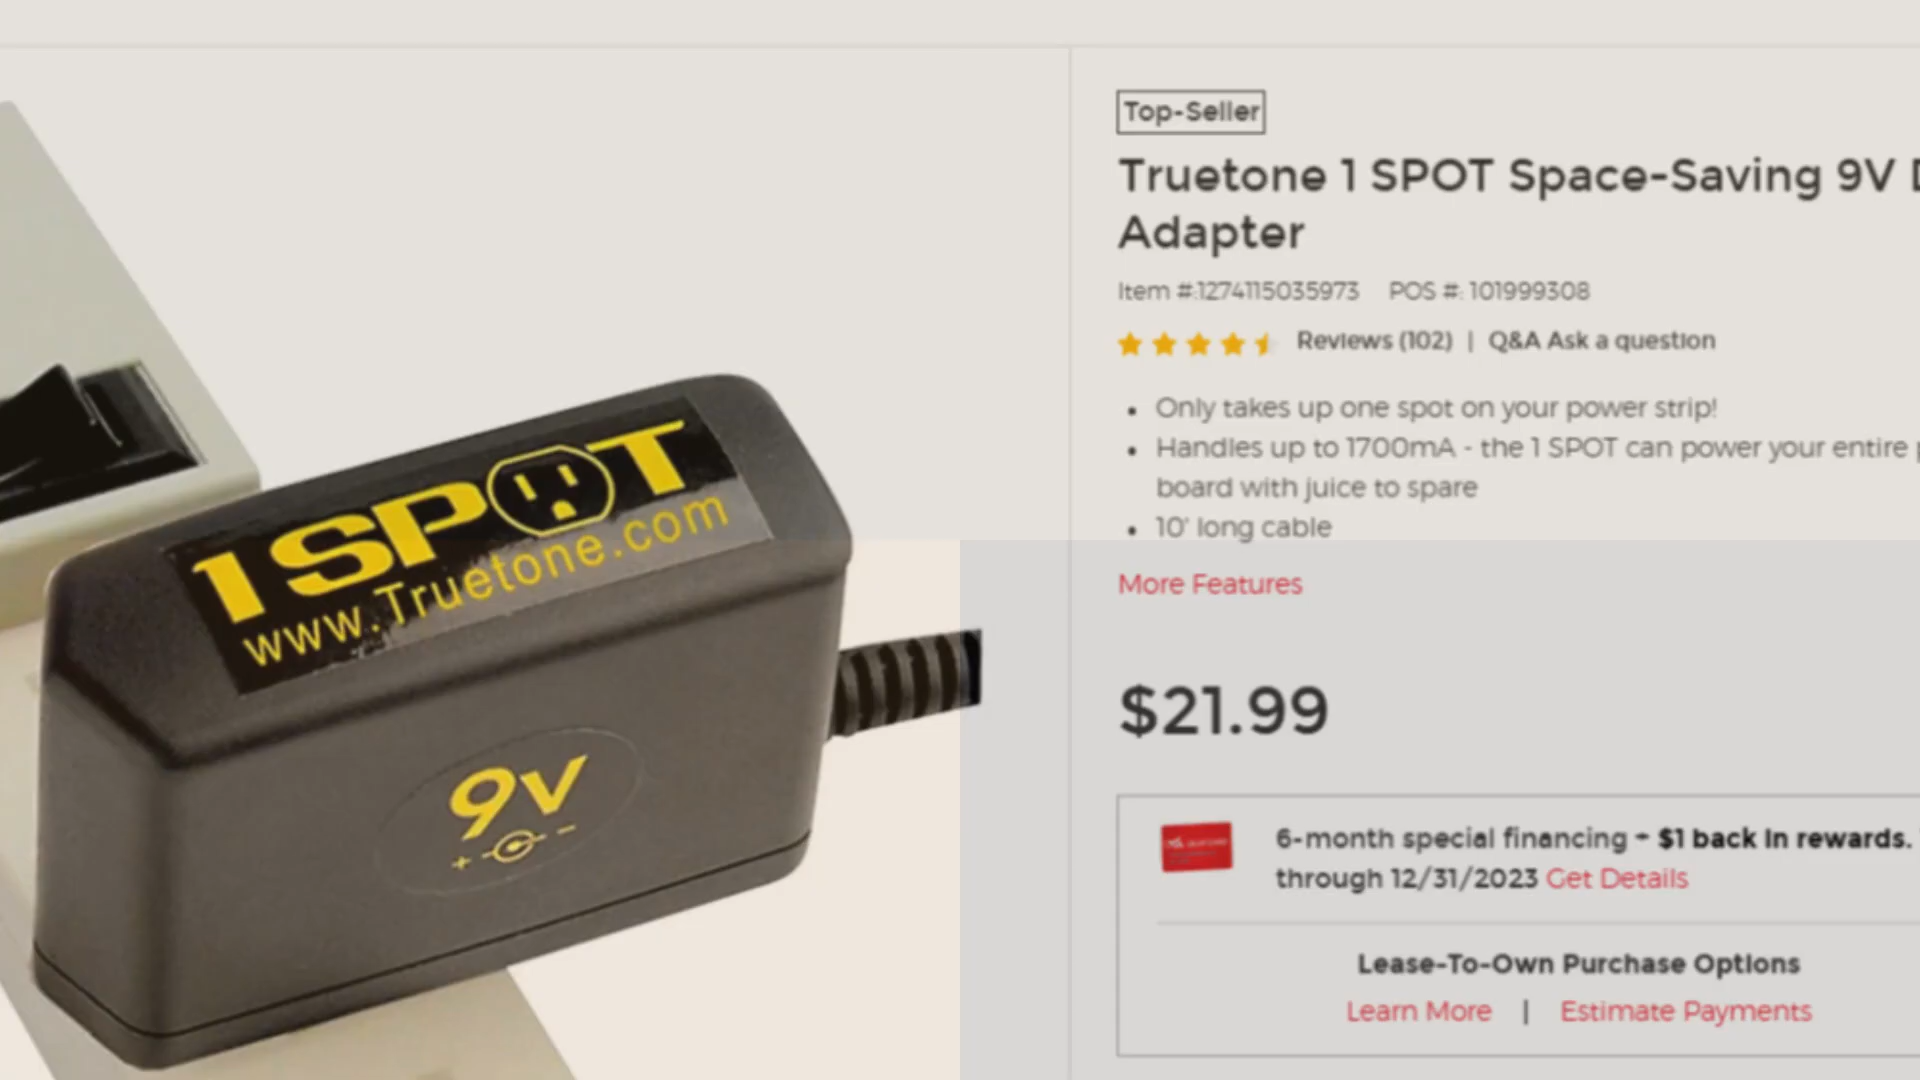 Top-Seller
Truetone 1 SPOT Space-Saving 9V
Adapter
Item #:1274115035973 POS #: 101999308
Reviews (102) | Q&A Ask a question
Only takes up one spot on your power strip!
Handles up to 1700mA - the 1 SPOT can power your entire
board with juice to spare
10' long cable
More Features
$21.99
6-month special financing + $1 back in rewards.
through 12/31/2023 Get Details
Lease-To-Own Purchase Options
Learn More | Estimate Payments
1 SPOT
www.Truetone.com
9V
+ -